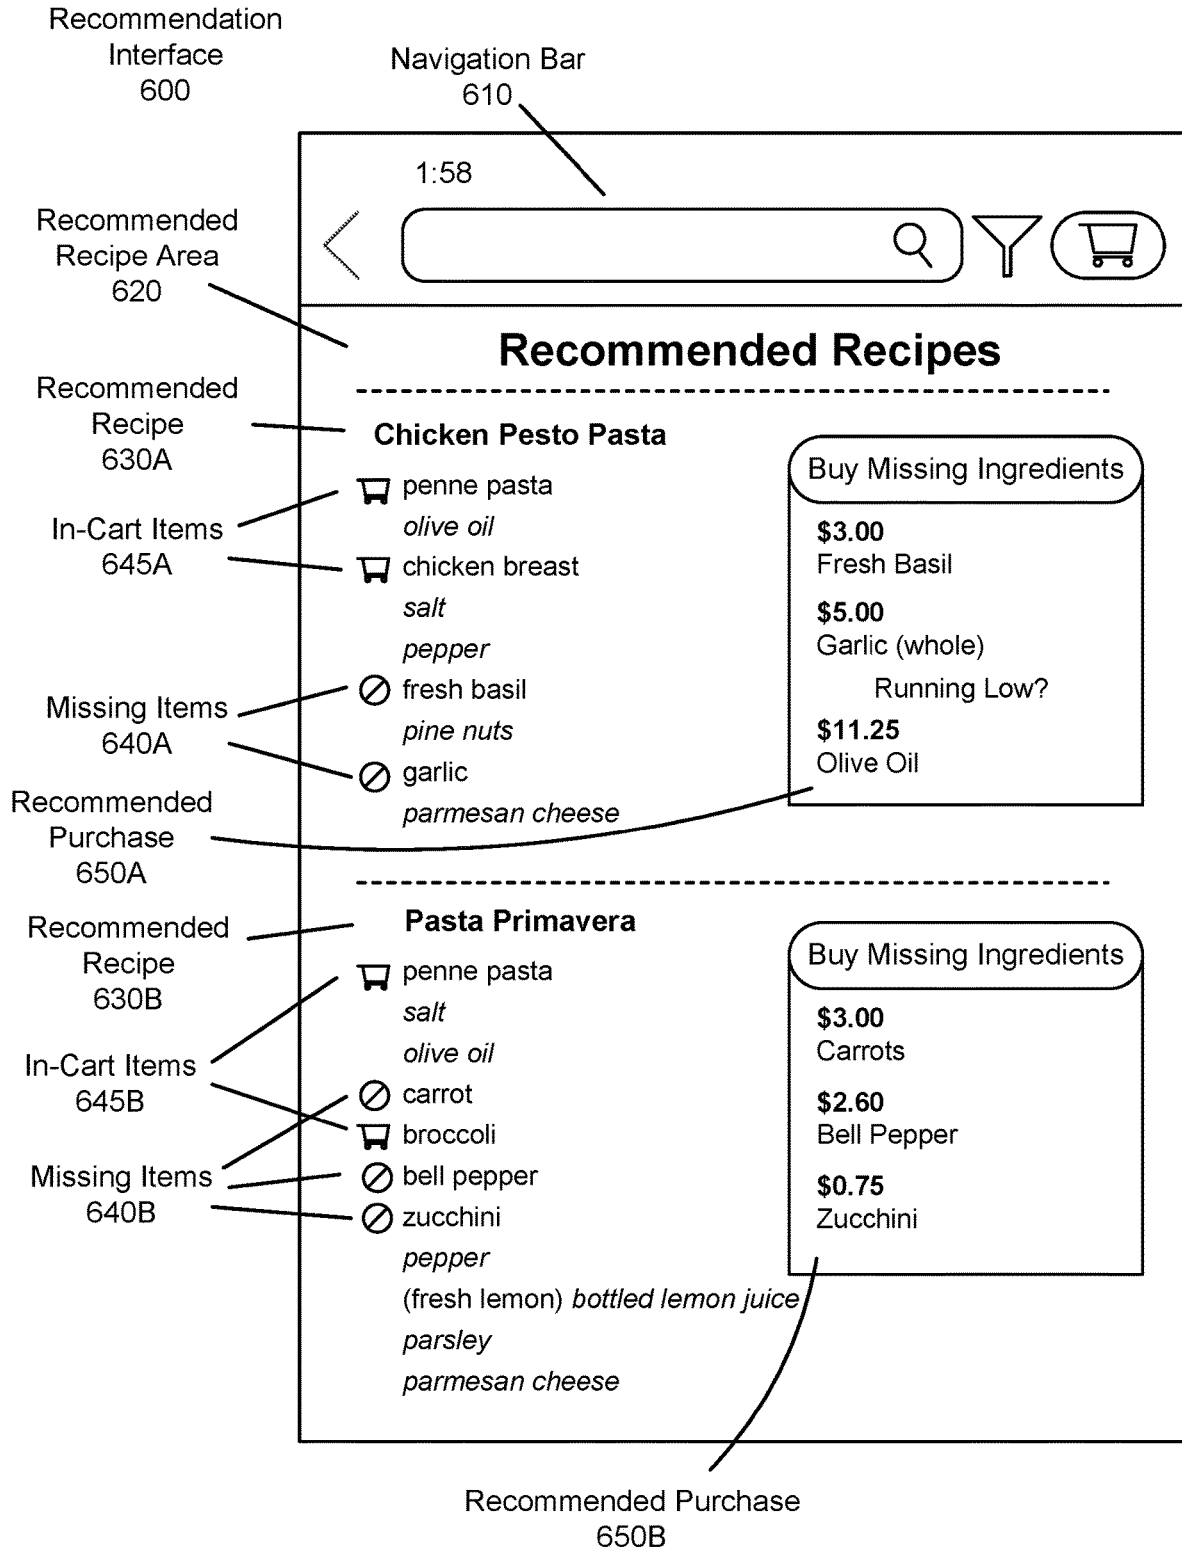 Recommendation
Interface
600
Navigation Bar
610
1:58
Recommended
Recipe Area
620
Recommended Recipes
Recommended
Recipe
630A
Chicken Pesto Pasta
In-Cart Items
645A
penne pasta
olive oil
chicken breast
salt
pepper
Missing Items
640A
fresh basil
pine nuts
garlic
parmesan cheese
Buy Missing Ingredients
$3.00
Fresh Basil
$5.00
Garlic (whole)
Running Low?
$11.25
Olive Oil
Recommended
Purchase
650A
Recommended
Recipe
630B
Pasta Primavera
In-Cart Items
645B
Missing Items
640B
penne pasta
salt
olive oil
carrot
broccoli
bell pepper
zucchini
pepper
(fresh lemon) bottled lemon juice
parsley
parmesan cheese
Buy Missing Ingredients
$3.00
Carrots
$2.60
Bell Pepper
$0.75
Zucchini
Recommended Purchase
650B